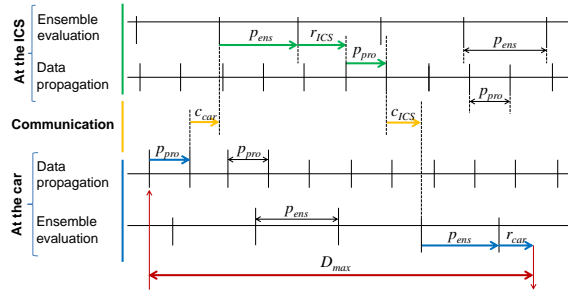 At the ICS
Ensemble
evaluation
p_ens
r_ICS
p_ens
p_pro
Data
propagation
p_pro
Communication
c_car
c_ICS
At the car
p_pro
p_pro
Data
propagation
p_ens
Ensemble
evaluation
p_ens
r_car
D_max